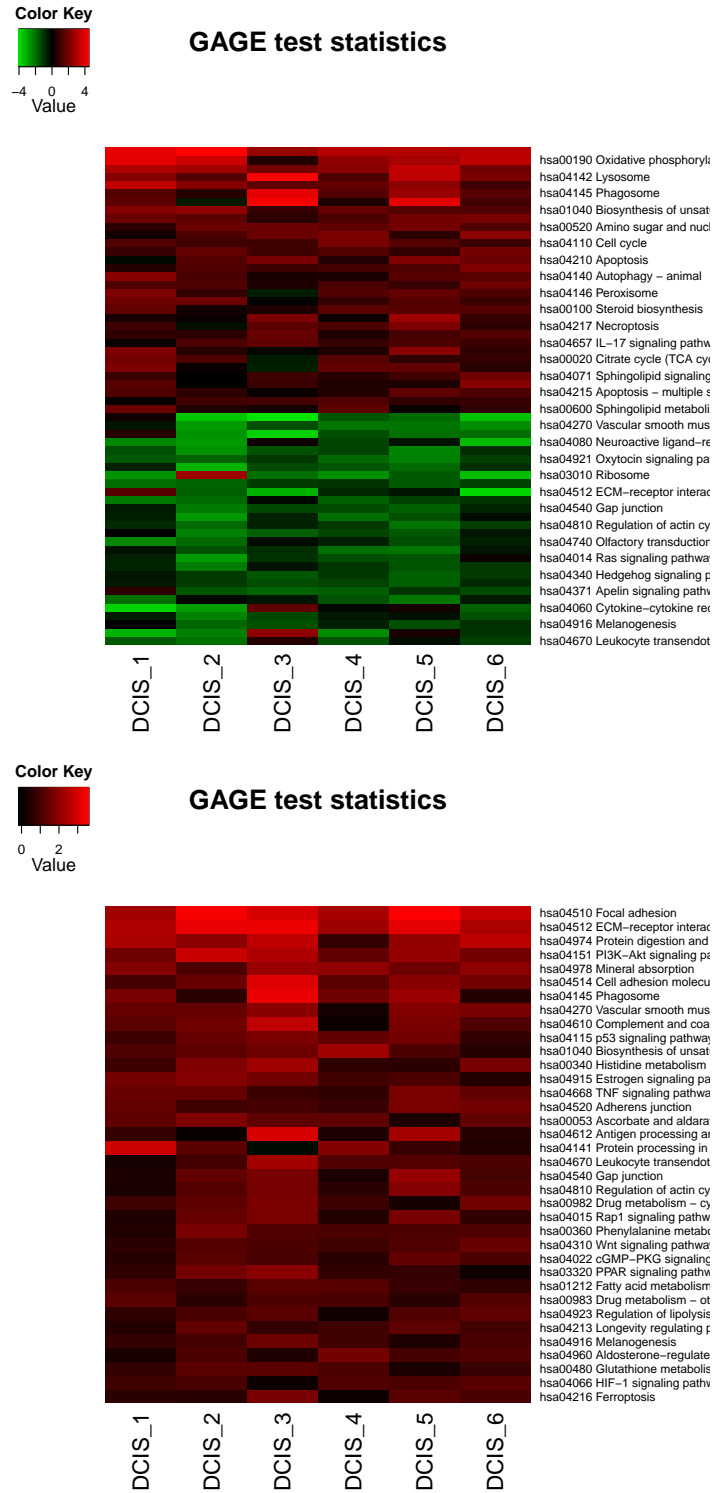 Color Key
−4 0 4
Value
GAGE test statistics
hsa00190 Oxidative phosphoryla
hsa04142 Lysosome
hsa04145 Phagosome
hsa01040 Biosynthesis of unsat
hsa00520 Amino sugar and nucl
hsa04110 Cell cycle
hsa04210 Apoptosis
hsa04140 Autophagy − animal
hsa04146 Peroxisome
hsa00100 Steroid biosynthesis
hsa04217 Necroptosis
hsa04657 IL−17 signaling pathw
hsa00020 Citrate cycle (TCA cyc
hsa04071 Sphingolipid signaling
hsa04215 Apoptosis − multiple s
hsa00600 Sphingolipid metaboli
hsa04270 Vascular smooth mus
hsa04080 Neuroactive ligand−re
hsa04921 Oxytocin signaling pa
hsa03010 Ribosome
hsa04512 ECM−receptor interac
hsa04540 Gap junction
hsa04810 Regulation of actin cy
hsa04740 Olfactory transduction
hsa04014 Ras signaling pathway
hsa04340 Hedgehog signaling p
hsa04371 Apelin signaling pathw
hsa04060 Cytokine−cytokine rec
hsa04916 Melanogenesis
hsa04670 Leukocyte transendot
DCIS_1
DCIS_2
DCIS_3
DCIS_4
DCIS_5
DCIS_6
Color Key
0 2
Value
GAGE test statistics
hsa04510 Focal adhesion
hsa04512 ECM−receptor interac
hsa04974 Protein digestion and
hsa04151 PI3K−Akt signaling pa
hsa04978 Mineral absorption
hsa04514 Cell adhesion molecu
hsa04145 Phagosome
hsa04270 Vascular smooth mus
hsa04610 Complement and coa
hsa04115 p53 signaling pathway
hsa01040 Biosynthesis of unsat
hsa00340 Histidine metabolism
hsa04915 Estrogen signaling pa
hsa04668 TNF signaling pathwa
hsa04520 Adherens junction
hsa00053 Ascorbate and aldara
hsa04612 Antigen processing an
hsa04141 Protein processing in
hsa04670 Leukocyte transendot
hsa04540 Gap junction
hsa04810 Regulation of actin cy
hsa00982 Drug metabolism − cy
hsa04015 Rap1 signaling pathw
hsa00360 Phenylalanine metabo
hsa04310 Wnt signaling pathway
hsa04022 cGMP−PKG signaling
hsa03320 PPAR signaling pathw
hsa01212 Fatty acid metabolism
hsa00983 Drug metabolism − ot
hsa04923 Regulation of lipolysis
hsa04213 Longevity regulating p
hsa04916 Melanogenesis
hsa04960 Aldosterone−regulate
hsa00480 Glutathione metabolis
hsa04066 HIF−1 signaling pathw
hsa04216 Ferroptosis
DCIS_1
DCIS_2
DCIS_3
DCIS_4
DCIS_5
DCIS_6